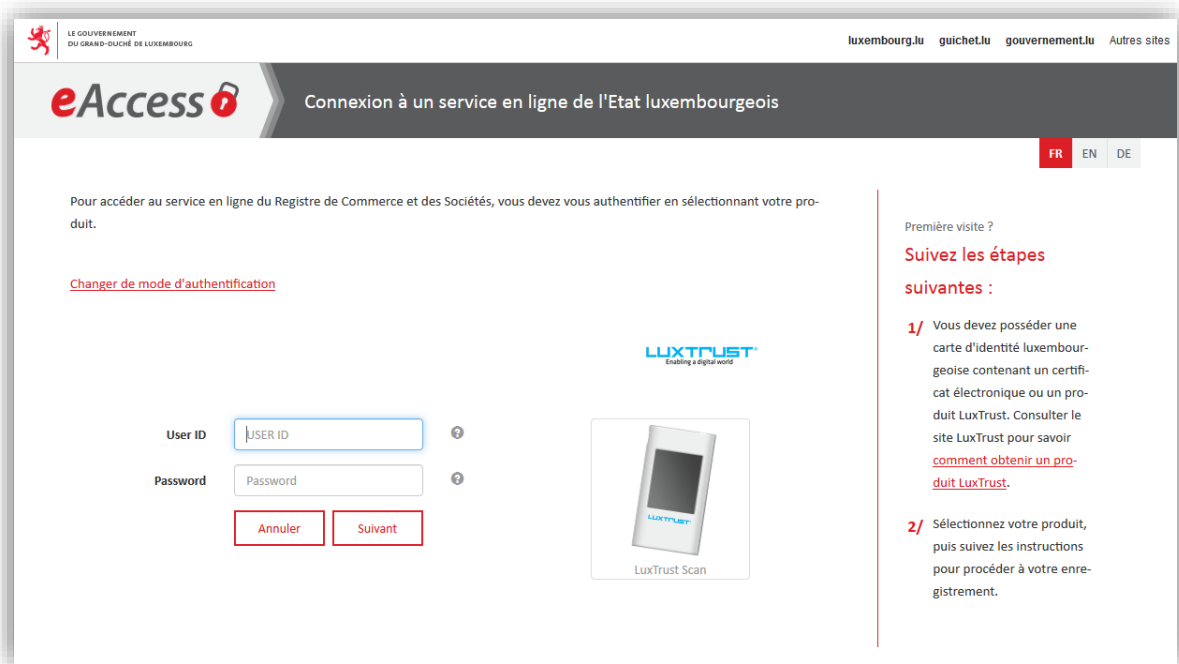 LE GOUVERNEMENT
DU GRAND-DUCHÉ DE LUXEMBOURG
luxembourg.lu guichet.lu gouvernement.lu Autres sites
eAccess
Connexion à un service en ligne de l'Etat luxembourgeois
FR EN DE
Pour accéder au service en ligne du Registre de Commerce et des Sociétés, vous devez vous authentifier en sélectionnant votre pro-
duit.
Changer de mode d'authentification
LUXTRUST
Enabling a digital world
User ID
USER ID
?
Password
Password
?
Annuler
Suivant
LUXTRUST
LuxTrust Scan
Première visite ?
Suivez les étapes
suivantes :
1/ Vous devez posséder une
carte d'identité luxembour-
geoise contenant un certifi-
cat électronique ou un pro-
duit LuxTrust. Consulter le
site LuxTrust pour savoir
comment obtenir un pro-
duit LuxTrust.
2/ Sélectionnez votre produit,
puis suivez les instructions
pour procéder à votre enre-
gistrement.